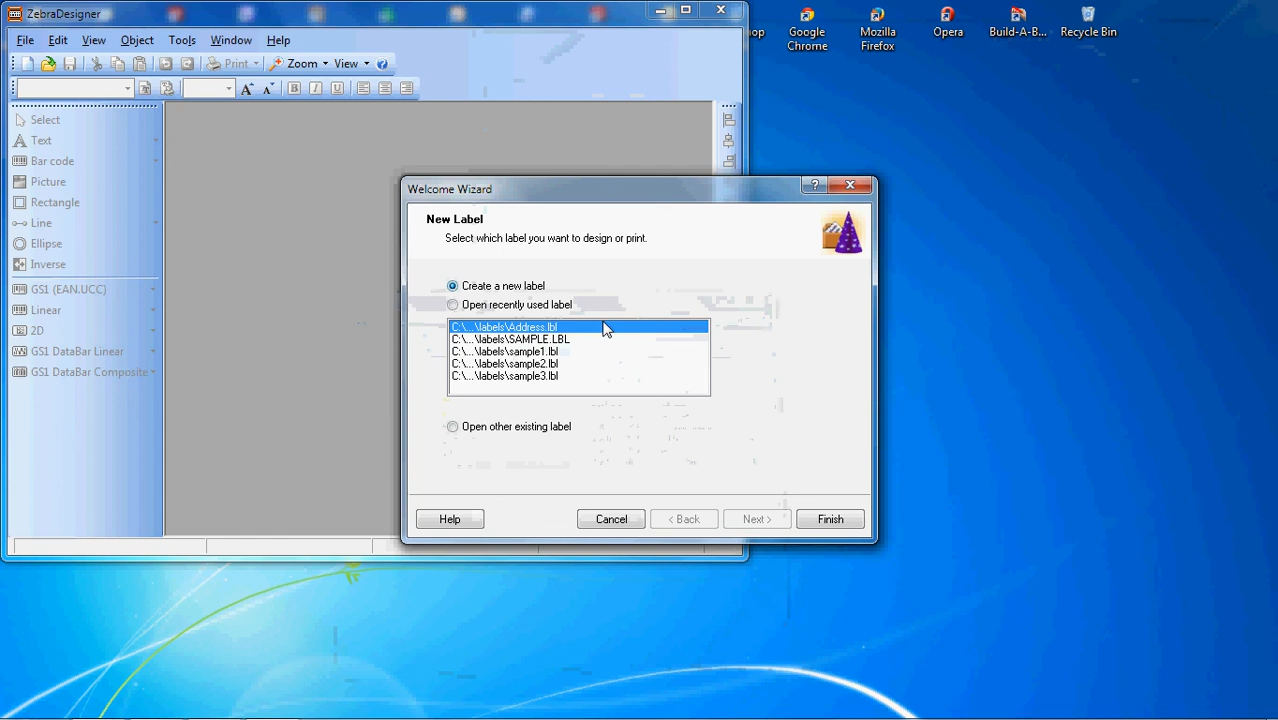 ZebraDesigner
File Edit View Object Tools Window Help
Print Zoom View
Select
Text
Bar code
Picture
Rectangle
Line
Ellipse
Inverse
GS1 (EAN.UCC)
Linear
2D
GS1 DataBar Linear
GS1 DataBar Composite
Welcome Wizard
New Label
Select which label you want to design or print.
Create a new label
Open recently used label
C:\...\labels\Address.lbl
C:\...\labels\SAMPLE.LBL
C:\...\labels\sample1.lbl
C:\...\labels\sample2.lbl
C:\...\labels\sample3.lbl
Open other existing label
Help Cancel < Back Next > Finish
Google Chrome
Mozilla Firefox
Opera
Build-A-B...
Recycle Bin